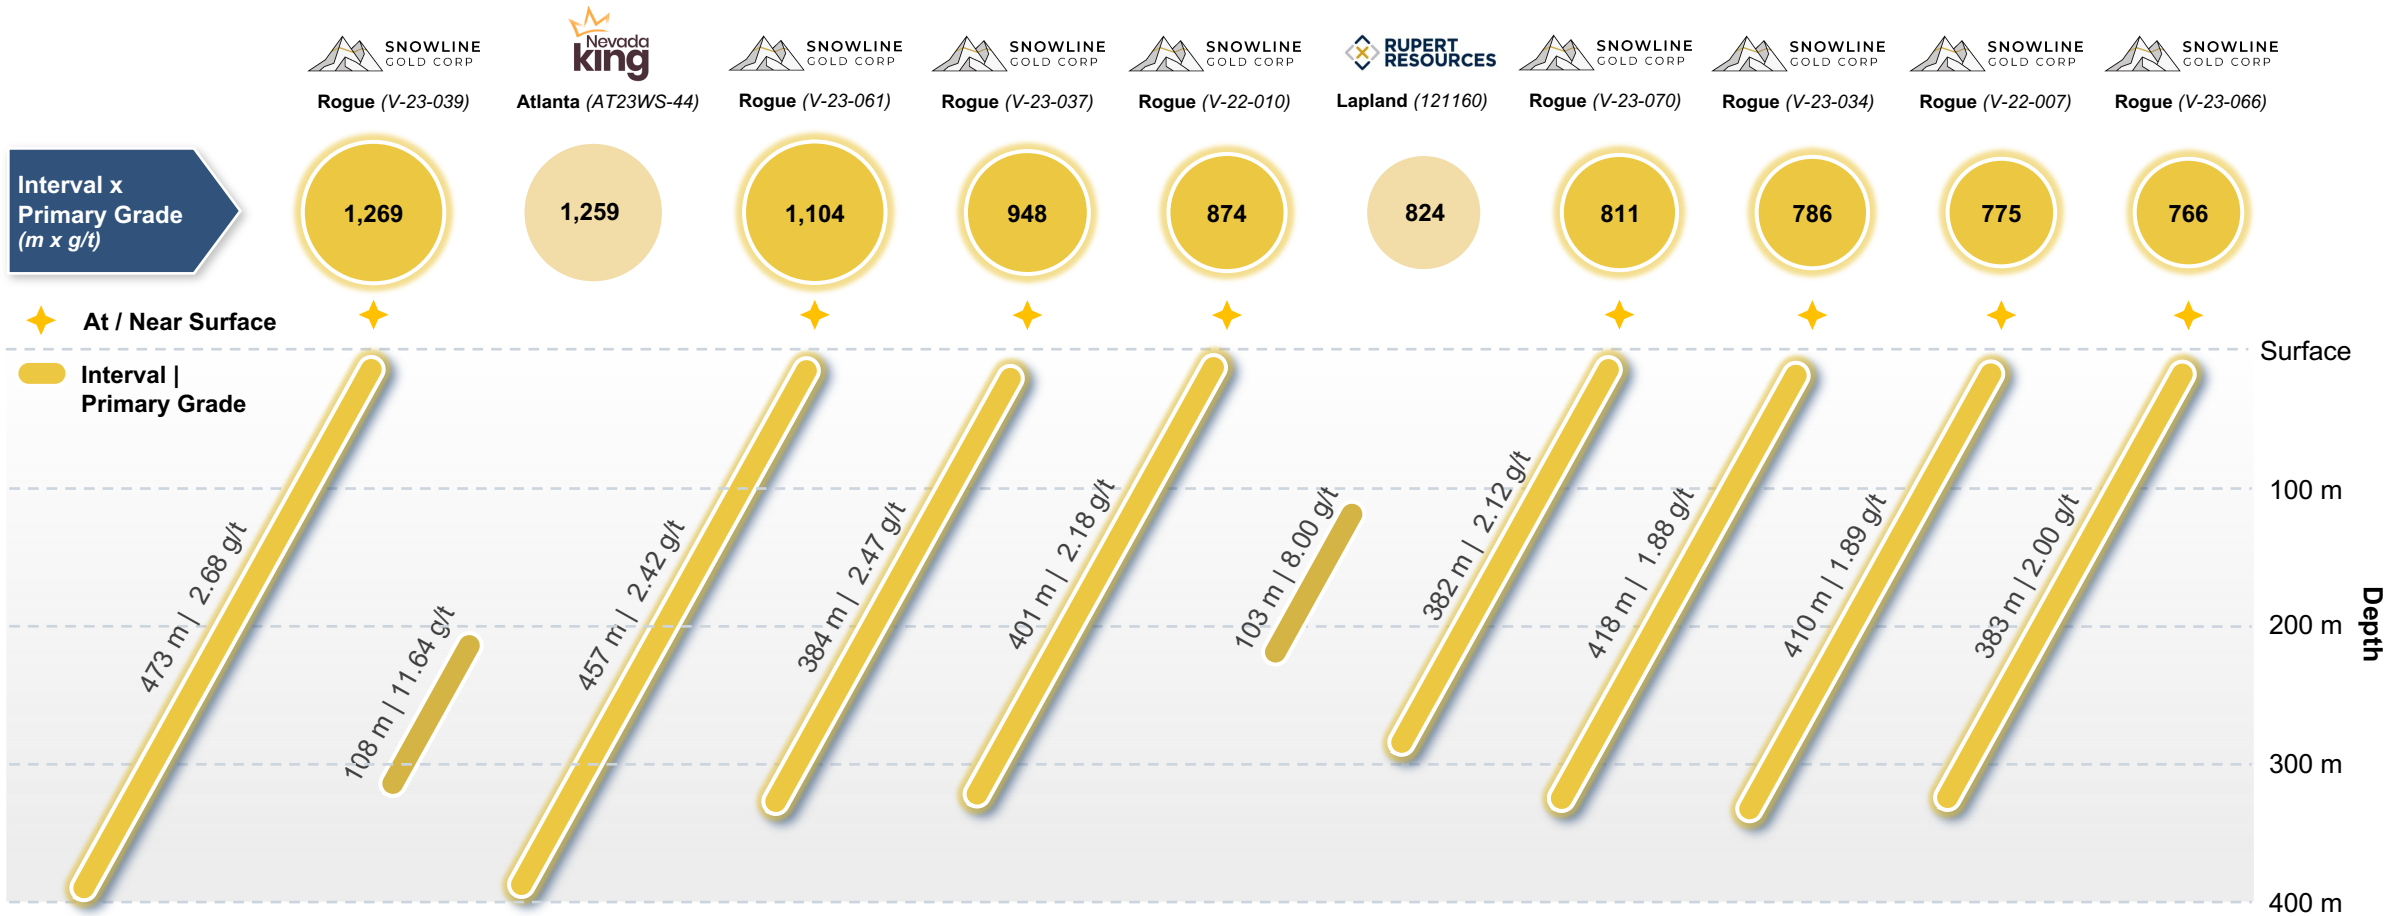 SNOWLINE
GOLD CORP
Nevada
king
SNOWLINE
GOLD CORP
SNOWLINE
GOLD CORP
SNOWLINE
GOLD CORP
RUPERT
RESOURCES
SNOWLINE
GOLD CORP
SNOWLINE
GOLD CORP
SNOWLINE
GOLD CORP
SNOWLINE
GOLD CORP
Rogue (V-23-039)
Atlanta (AT23WS-44)
Rogue (V-23-061)
Rogue (V-23-037)
Rogue (V-22-010)
Lapland (121160)
Rogue (V-23-070)
Rogue (V-23-034)
Rogue (V-22-007)
Rogue (V-23-066)
Interval x
Primary Grade
(m x g/t)
1,269
1,259
1,104
948
874
824
811
786
775
766
At / Near Surface
Interval |
Primary Grade
Surface
100 m
200 m
300 m
400 m
Depth
473 m | 2.68 g/t
108 m | 11.64 g/t
457 m | 2.42 g/t
384 m | 2.47 g/t
401 m | 2.18 g/t
103 m | 8.00 g/t
382 m | 2.12 g/t
418 m | 1.88 g/t
410 m | 1.89 g/t
383 m | 2.00 g/t